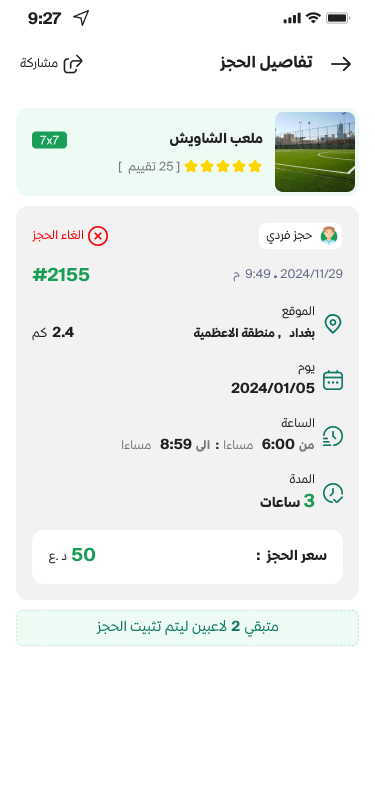 9:27
تفاصيل الحجز
مشاركة
ملعب الشاويش
7x7
[ 25 تقييم ]
حجز فردي
الغاء الحجز
2024/11/29 . 9:49 م
#2155
الموقع
بغداد , منطقة الاعظمية
2.4 كم
يوم
2024/01/05
الساعة
من 6:00 مساءا : الى 8:59 مساءا
المدة
3 ساعات
سعر الحجز :
50 د.ع
متبقي 2 لاعبين ليتم تثبيت الحجز